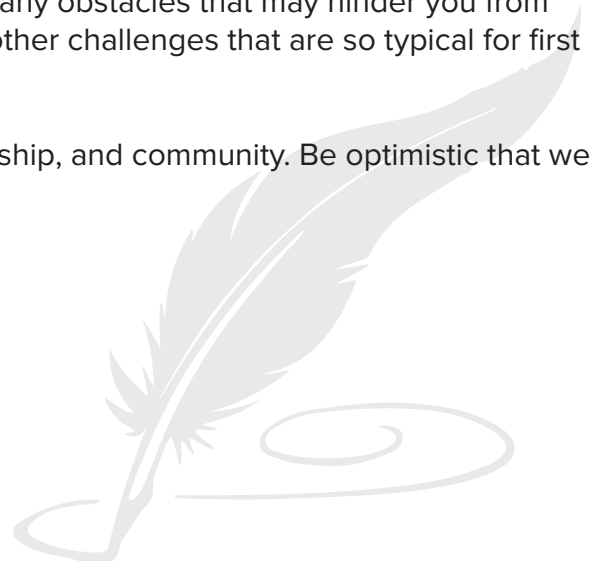 any obstacles that may hinder you from
other challenges that are so typical for first
ship, and community. Be optimistic that we